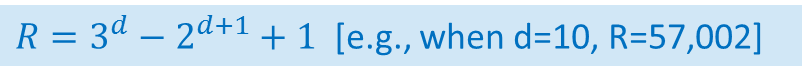 R = 3^d − 2^{d+1} + 1 [e.g., when d=10, R=57,002]